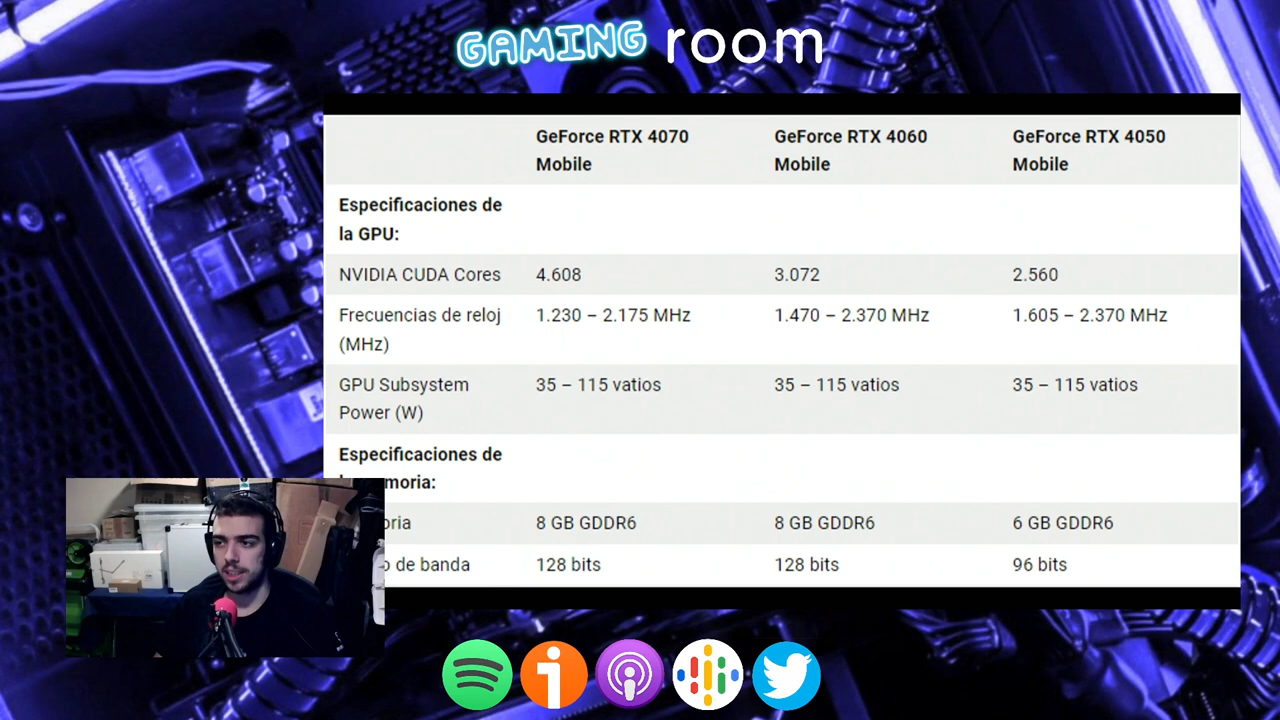 GAMING room
GeForce RTX 4070 GeForce RTX 4060 GeForce RTX 4050
Mobile Mobile Mobile
Especificaciones de
la GPU:
NVIDIA CUDA Cores 4.608 3.072 2.560
Frecuencias de reloj 1.230 – 2.175 MHz 1.470 – 2.370 MHz 1.605 – 2.370 MHz
(MHz)
GPU Subsystem 35 – 115 vatios 35 – 115 vatios 35 – 115 vatios
Power (W)
Especificaciones de
moria:
oria 8 GB GDDR6 8 GB GDDR6 6 GB GDDR6
o de banda 128 bits 128 bits 96 bits